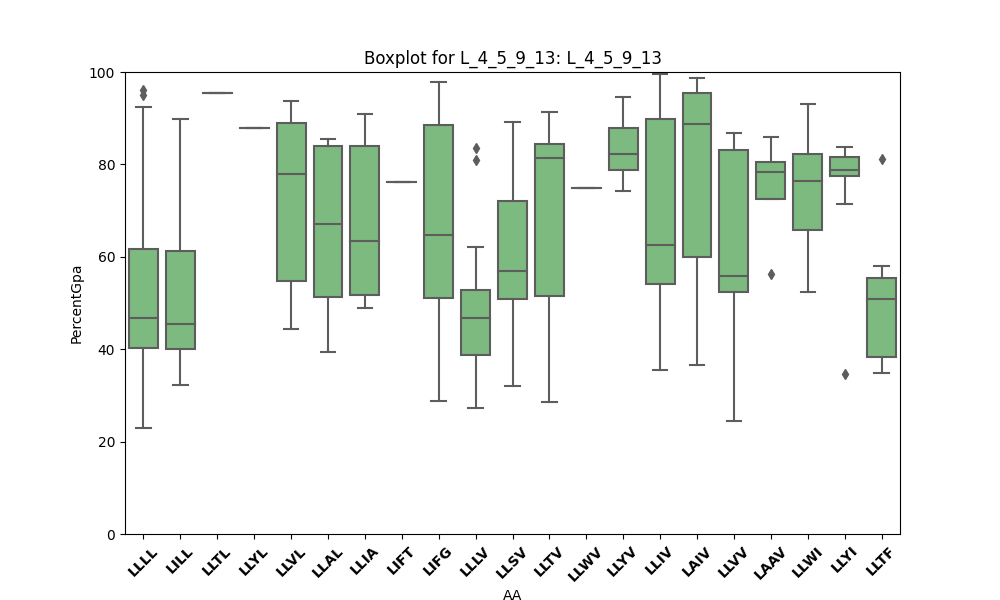 Boxplot for L_4_5_9_13: L_4_5_9_13
PercentGpa
100
80
60
40
20
0
LLLL LILL LLTL LLYL LLVL LLAL LLIA LIFT LIFG LLLV LLSV LLTV LLWV LLYV LLIV LAIV LLVV LAAV LLWI LLYI LLTF
AA